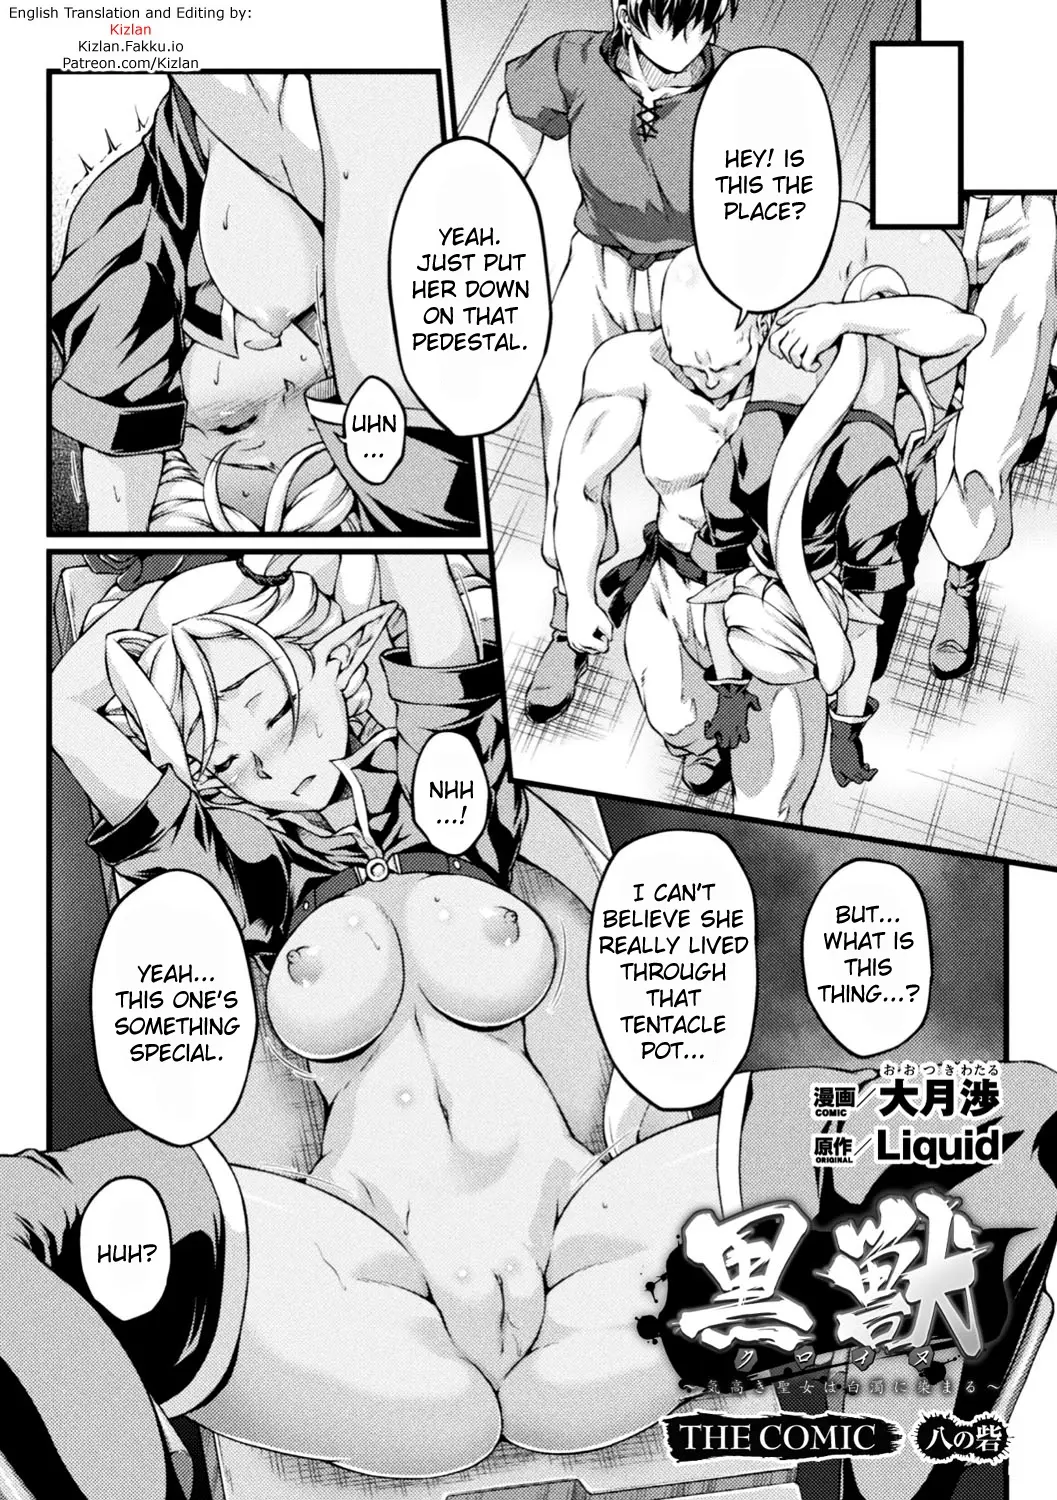 English Translation and Editing by:
Kizlan
Kizlan.Fakku.io
Patreon.com/Kizlan
HEY! IS
THIS THE
PLACE?
YEAH.
JUST PUT
HER DOWN
ON THAT
PEDESTAL.
UHN
...
NHH
...!
BUT...
WHAT IS
THIS
THING...?
I CAN'T
BELIEVE SHE
REALLY LIVED
THROUGH
THAT
TENTACLE
POT...
YEAH...
THIS ONE'S
SOMETHING
SPECIAL.
HUH?
おおつきわたる
漫画 COMIC / 大月渉
原作 ORIGINAL / Liquid
黒獣
クロイヌ
～気高き聖女は白濁に染まる～
THE COMIC 八の砦